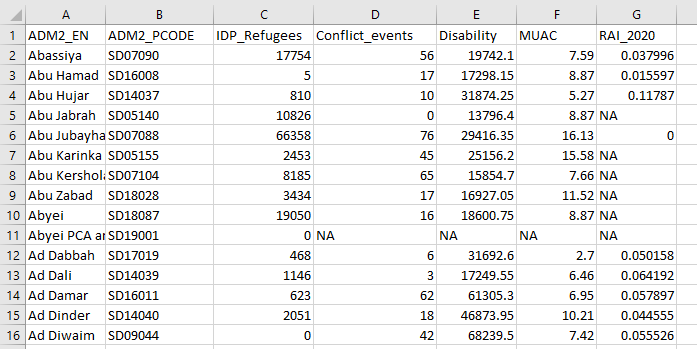 A B C D E F G
1 ADM2_EN ADM2_PCODE IDP_Refugees Conflict_events Disability MUAC RAI_2020
2 Abassiya SD07090 17754 56 19742.1 7.59 0.037996
3 Abu Hamad SD16008 5 17 17298.15 8.87 0.015597
4 Abu Hujar SD14037 810 10 31874.25 5.27 0.11787
5 Abu Jabrah SD05140 10826 0 13796.4 8.87 NA
6 Abu Jubayha SD07088 66358 76 29416.35 16.13 0
7 Abu Karinka SD05155 2453 45 25156.2 15.58 NA
8 Abu Kershola SD07104 8185 65 15854.7 7.66 NA
9 Abu Zabad SD18028 3434 17 16927.05 11.52 NA
10 Abyei SD18087 19050 16 18600.75 8.87 NA
11 Abyei PCA ar SD19001 0 NA NA NA NA
12 Ad Dabbah SD17019 468 6 31692.6 2.7 0.050158
13 Ad Dali SD14039 1146 3 17249.55 6.46 0.064192
14 Ad Damar SD16011 623 62 61305.3 6.95 0.057897
15 Ad Dinder SD14040 2051 18 46873.95 10.21 0.044555
16 Ad Diwaim SD09044 0 42 68239.5 7.42 0.055526